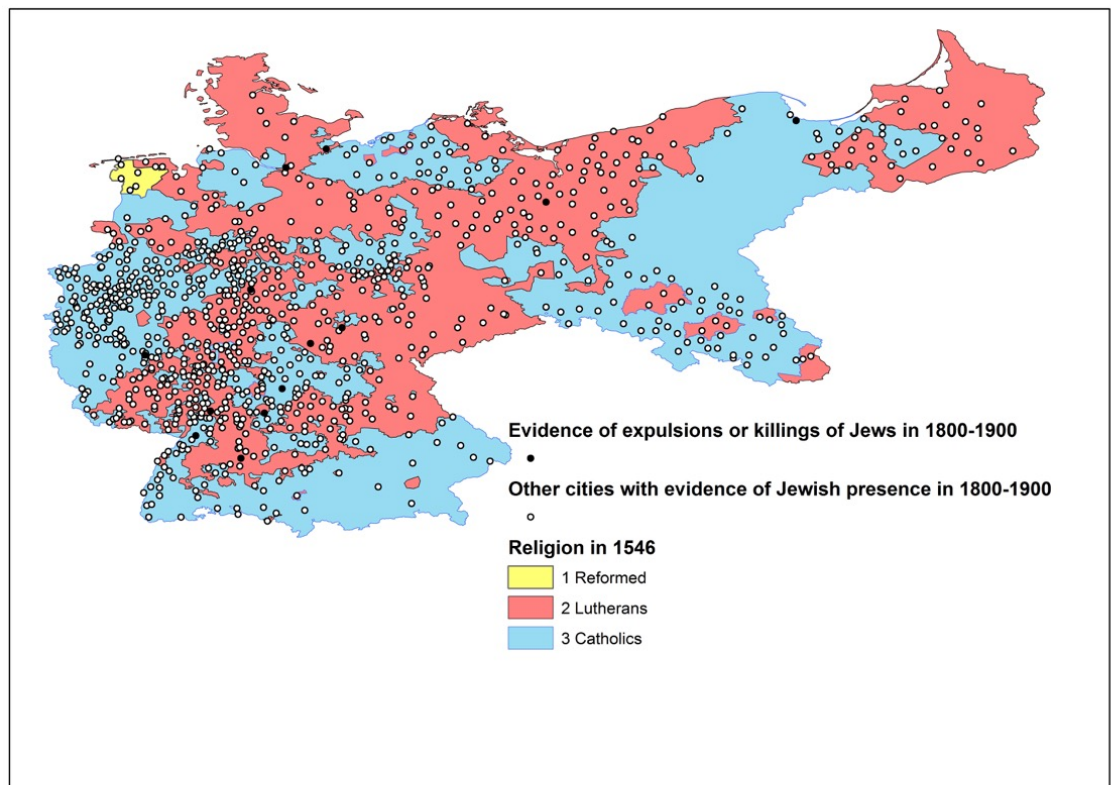 Evidence of expulsions or killings of Jews in 1800-1900
Other cities with evidence of Jewish presence in 1800-1900
Religion in 1546
1 Reformed
2 Lutherans
3 Catholics